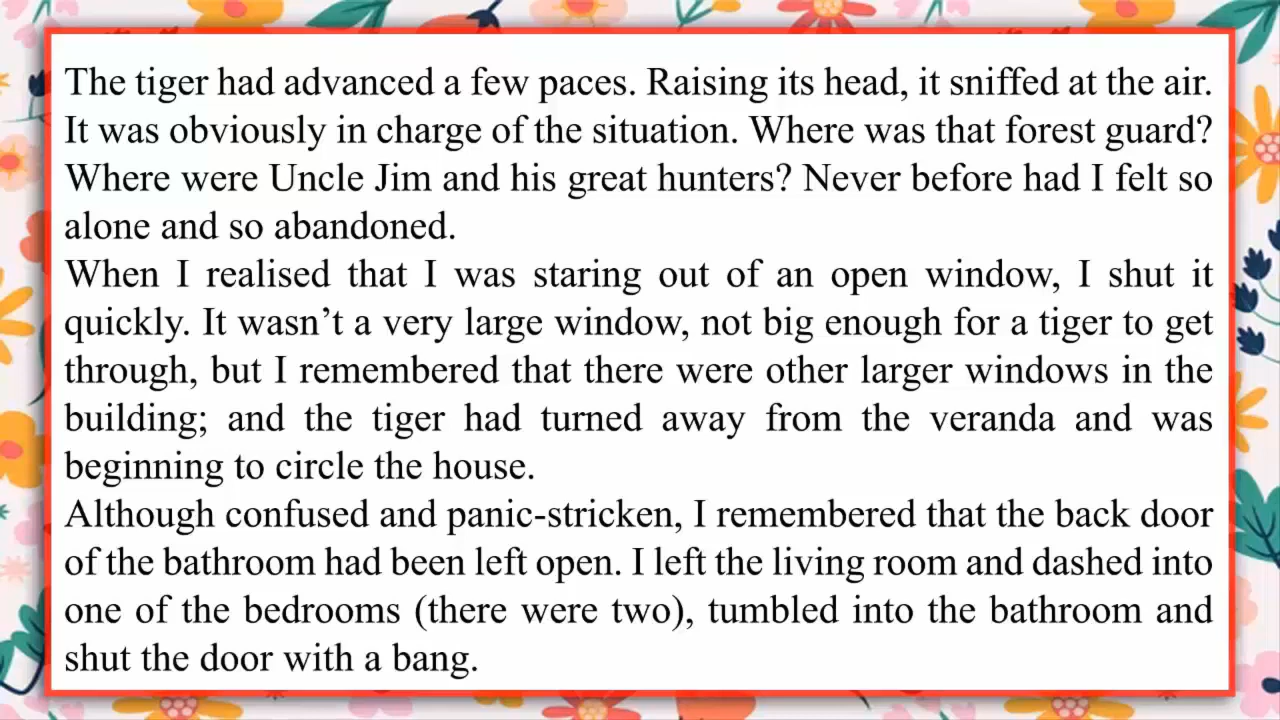 The tiger had advanced a few paces. Raising its head, it sniffed at the air.
It was obviously in charge of the situation. Where was that forest guard?
Where were Uncle Jim and his great hunters? Never before had I felt so
alone and so abandoned.
When I realised that I was staring out of an open window, I shut it
quickly. It wasn’t a very large window, not big enough for a tiger to get
through, but I remembered that there were other larger windows in the
building; and the tiger had turned away from the veranda and was
beginning to circle the house.
Although confused and panic-stricken, I remembered that the back door
of the bathroom had been left open. I left the living room and dashed into
one of the bedrooms (there were two), tumbled into the bathroom and
shut the door with a bang.